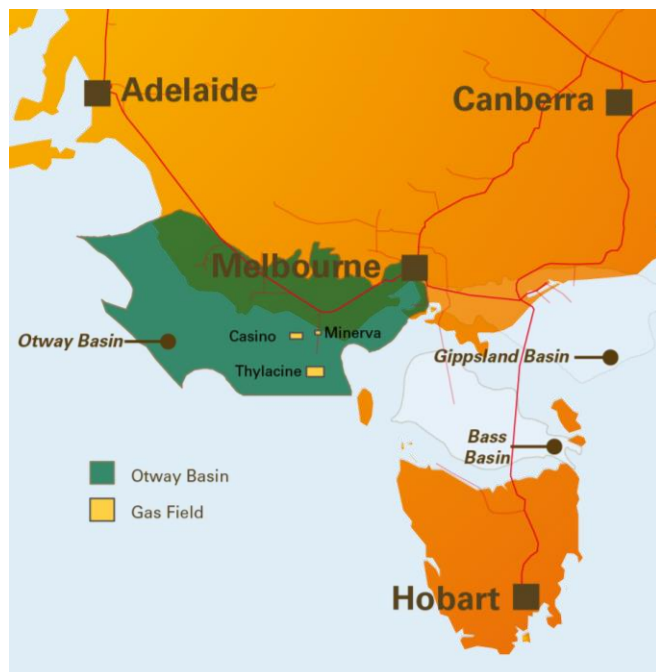 Adelaide
Canberra
Melbourne
Otway Basin
Casino
Minerva
Thylacine
Gippsland Basin
Bass
Basin
Otway Basin
Gas Field
Hobart